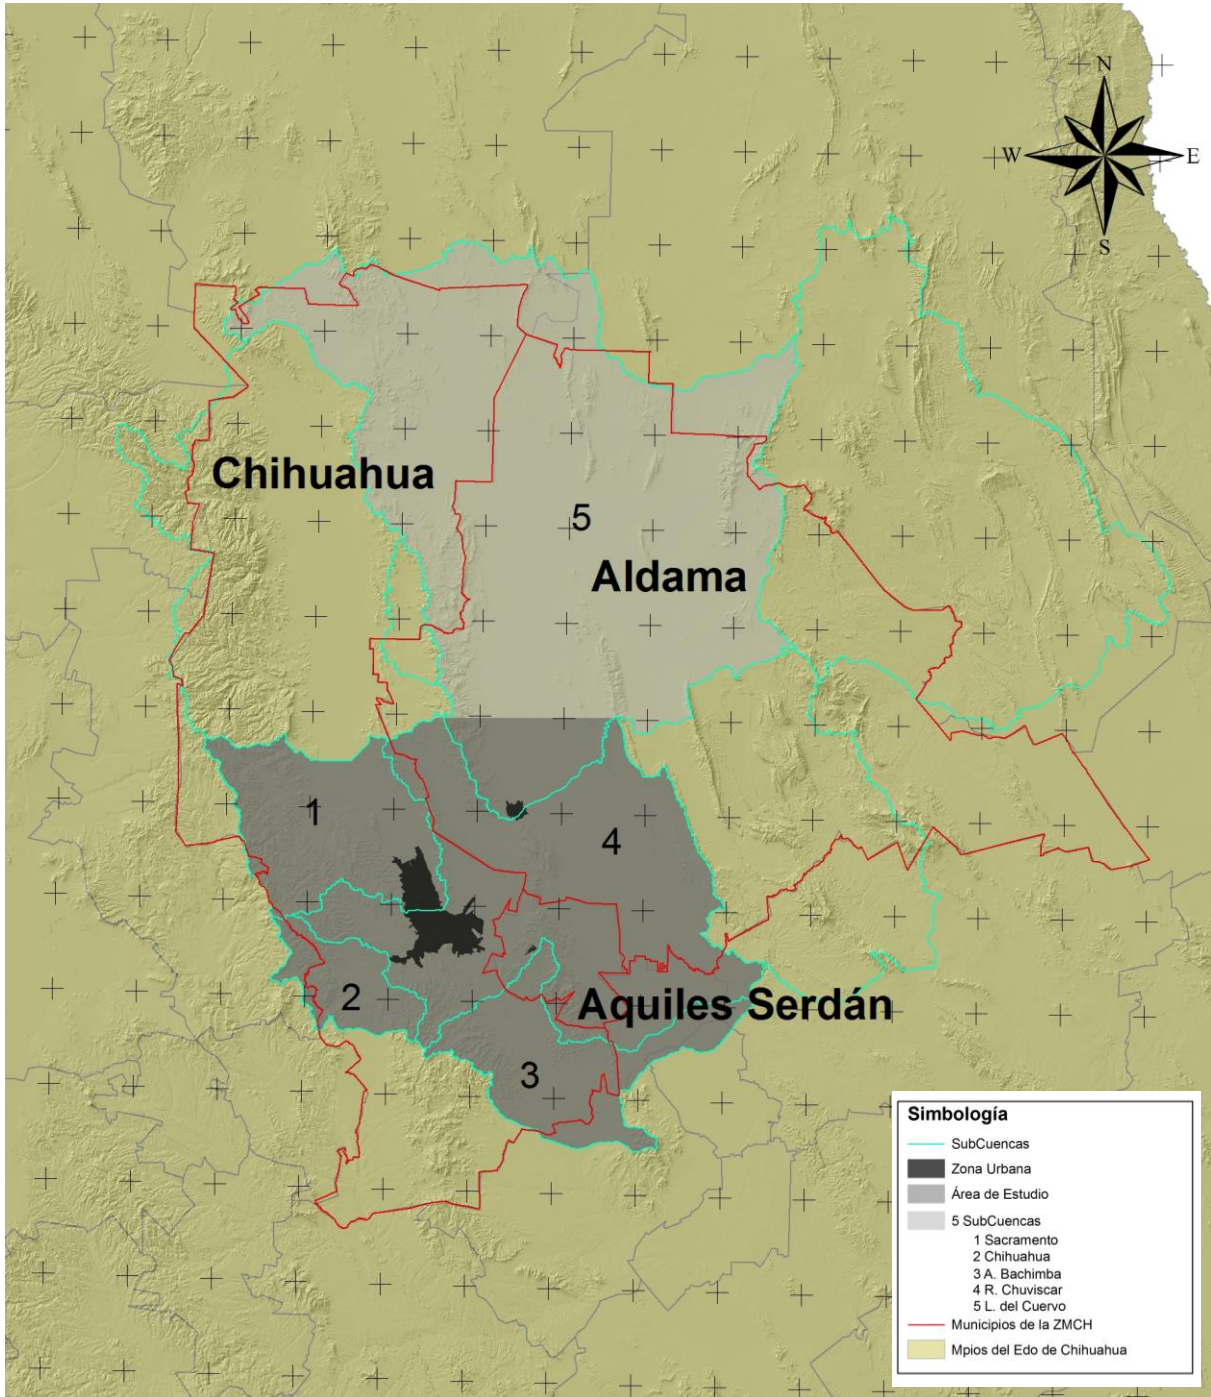 N
W
E
S
Chihuahua
5
Aldama
1
4
2
Aquiles Serdán
3
Simbología
SubCuencas
Zona Urbana
Área de Estudio
5 SubCuencas
1 Sacramento
2 Chihuahua
3 A. Bachimba
4 R. Chuviscar
5 L. del Cuervo
Municipios de la ZMCH
Mpios del Edo de Chihuahua